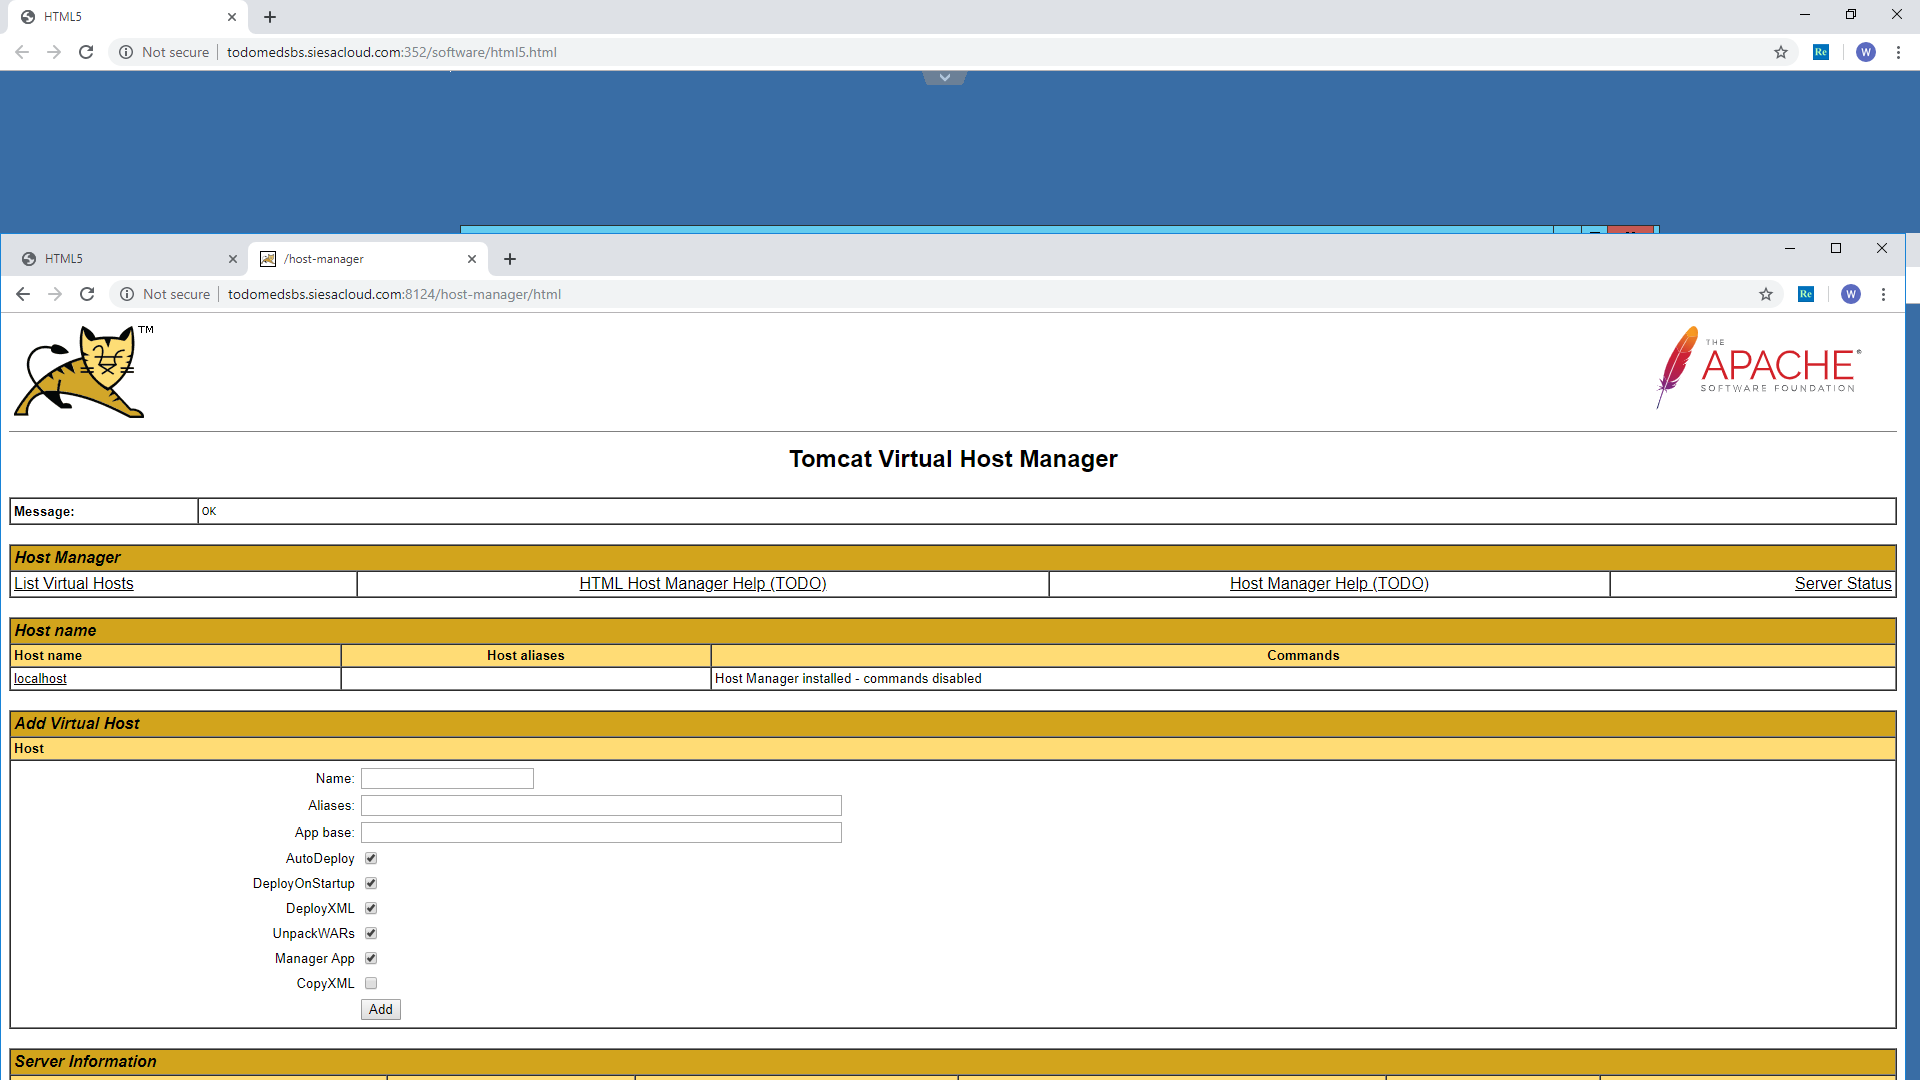 HTML5
Not secure todomedsbs.siesacloud.com:352/software/html5.html
Re
W
HTML5
/host-manager
Not secure todomedsbs.siesacloud.com:8124/host-manager/html
Re
W
TM
THE
APACHE®
SOFTWARE FOUNDATION
Tomcat Virtual Host Manager
Message: OK
Host Manager
List Virtual Hosts HTML Host Manager Help (TODO) Host Manager Help (TODO) Server Status
Host name
Host name Host aliases Commands
localhost Host Manager installed - commands disabled
Add Virtual Host
Host
Name:
Aliases:
App base:
AutoDeploy
DeployOnStartup
DeployXML
UnpackWARs
Manager App
CopyXML
Add
Server Information